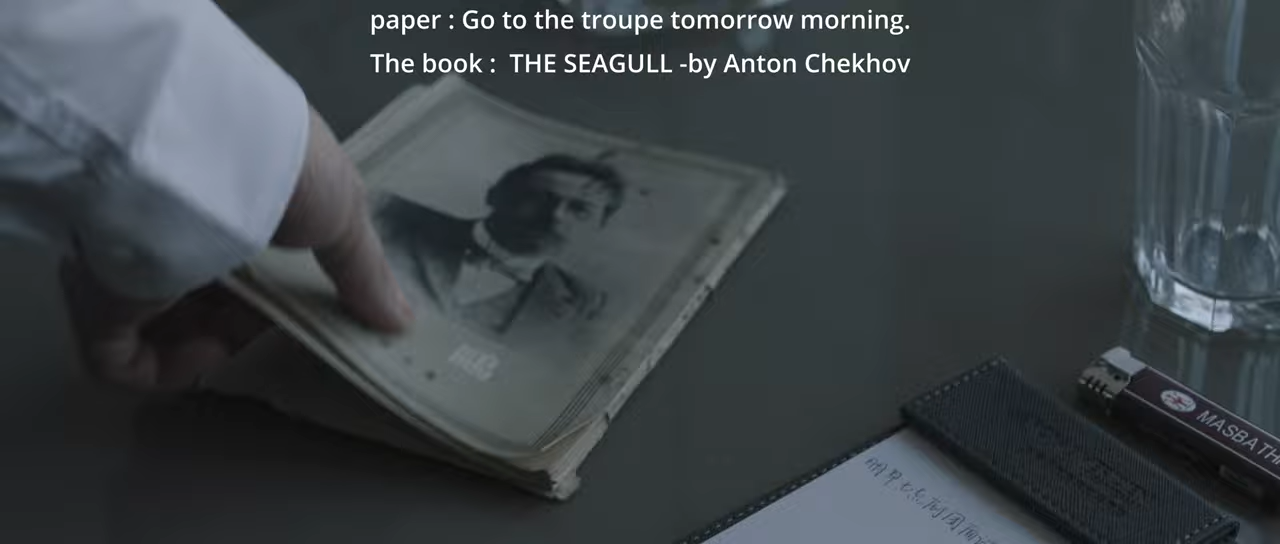 paper : Go to the troupe tomorrow morning.
The book :  THE SEAGULL -by Anton Chekhov
MASBATH